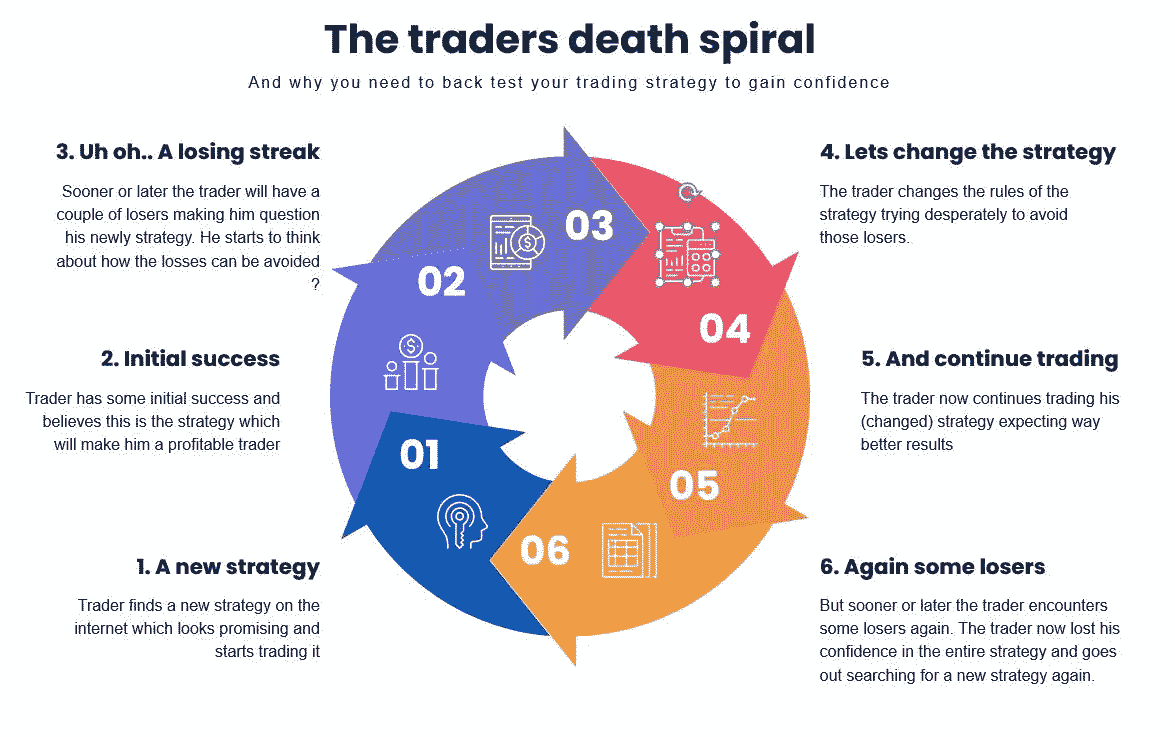 The traders death spiral
And why you need to back test your trading strategy to gain confidence
3. Uh oh.. A losing streak
Sooner or later the trader will have a
couple of losers making him question
his newly strategy. He starts to think
about how the losses can be avoided
?
4. Lets change the strategy
The trader changes the rules of the
strategy trying desperately to avoid
those losers.
2. Initial success
Trader has some initial success and
believes this is the strategy which
will make him a profitable trader
5. And continue trading
The trader now continues trading his
(changed) strategy expecting way
better results
1. A new strategy
Trader finds a new strategy on the
internet which looks promising and
starts trading it
6. Again some losers
But sooner or later the trader encounters
some losers again. The trader now lost his
confidence in the entire strategy and goes
out searching for a new strategy again.
03
02
04
01
05
06
$
$